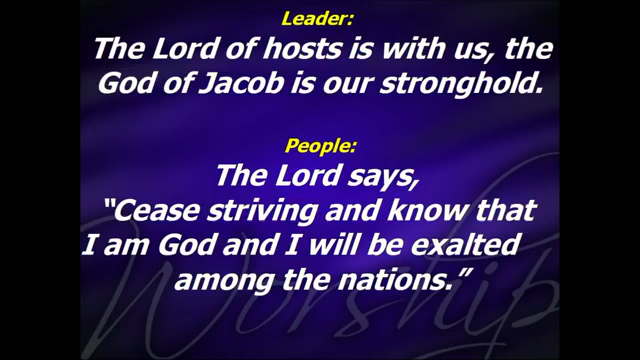 Leader:
The Lord of hosts is with us, the
God of Jacob is our stronghold.
People:
The Lord says,
“Cease striving and know that
I am God and I will be exalted
among the nations.”
Worship